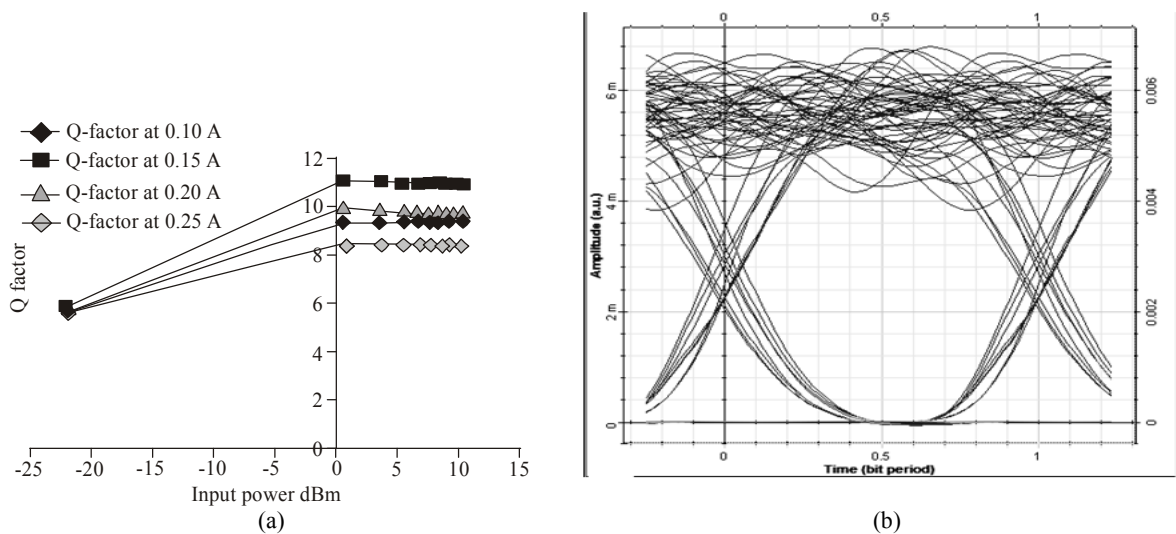 (a)
Q-factor at 0.10 A
Q-factor at 0.15 A
Q-factor at 0.20 A
Q-factor at 0.25 A
Q factor
12
10
8
6
4
2
0
-25 -20 -15 -10 -5 0 5 10 15
Input power dBm
(a)
0 0.5 1
Amplitude (a.u.)
6 m
4 m
2 m
0
0.006
0.004
0.002
0
0.5 1
Time (bit period)
(b)